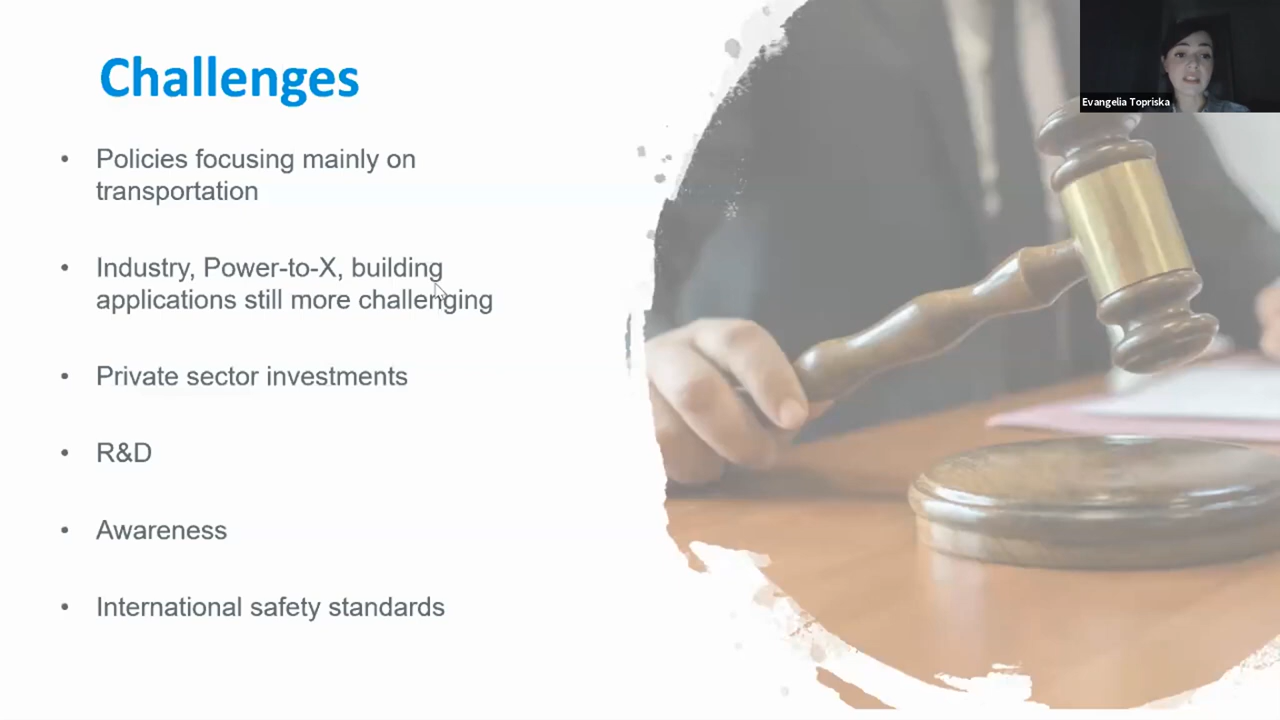 Challenges
Evangelia Topriska
• Policies focusing mainly on
transportation
• Industry, Power-to-X, building
applications still more challenging
• Private sector investments
• R&D
• Awareness
• International safety standards